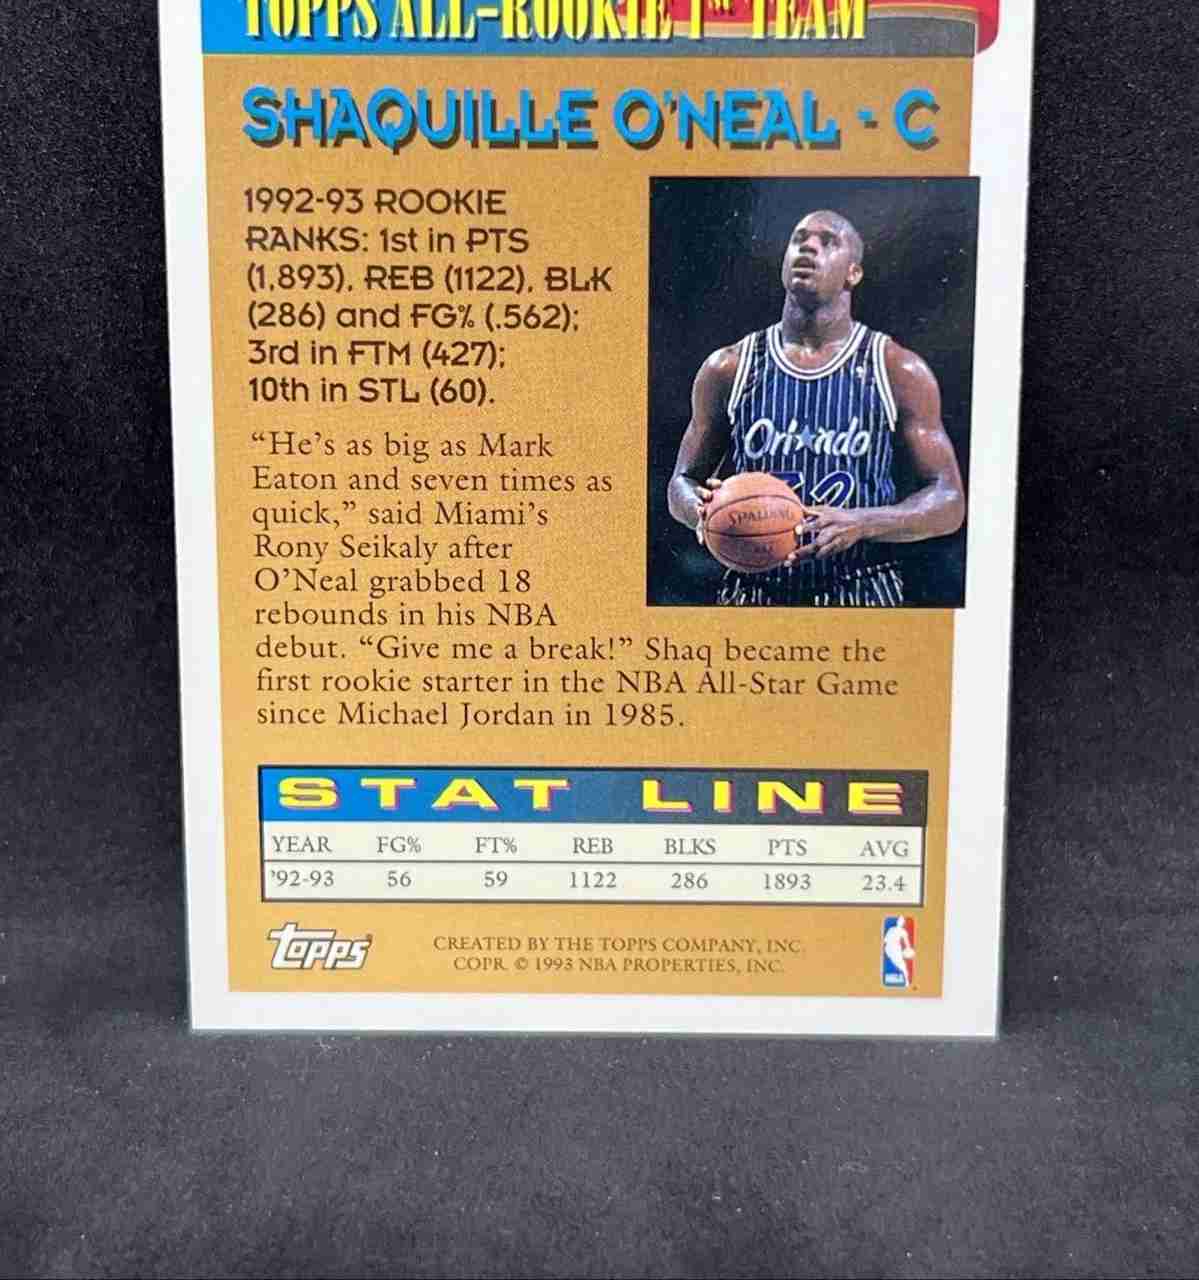 TOPPS ALL-ROOKIE 1ST TEAM
SHAQUILLE O'NEAL - C
1992-93 ROOKIE
RANKS: 1st in PTS
(1,893), REB (1122), BLK
(286) and FG% (.562);
3rd in FTM (427);
10th in STL (60).
“He's as big as Mark
Eaton and seven times as
quick,” said Miami's
Rony Seikaly after
O'Neal grabbed 18
rebounds in his NBA
debut. “Give me a break!” Shaq became the
first rookie starter in the NBA All-Star Game
since Michael Jordan in 1985.
Orlando
32
SPALDING
STAT LINE
YEAR FG% FT% REB BLKS PTS AVG
'92-93 56 59 1122 286 1893 23.4
topps
CREATED BY THE TOPPS COMPANY, INC.
COPR. © 1993 NBA PROPERTIES, INC.
NBA